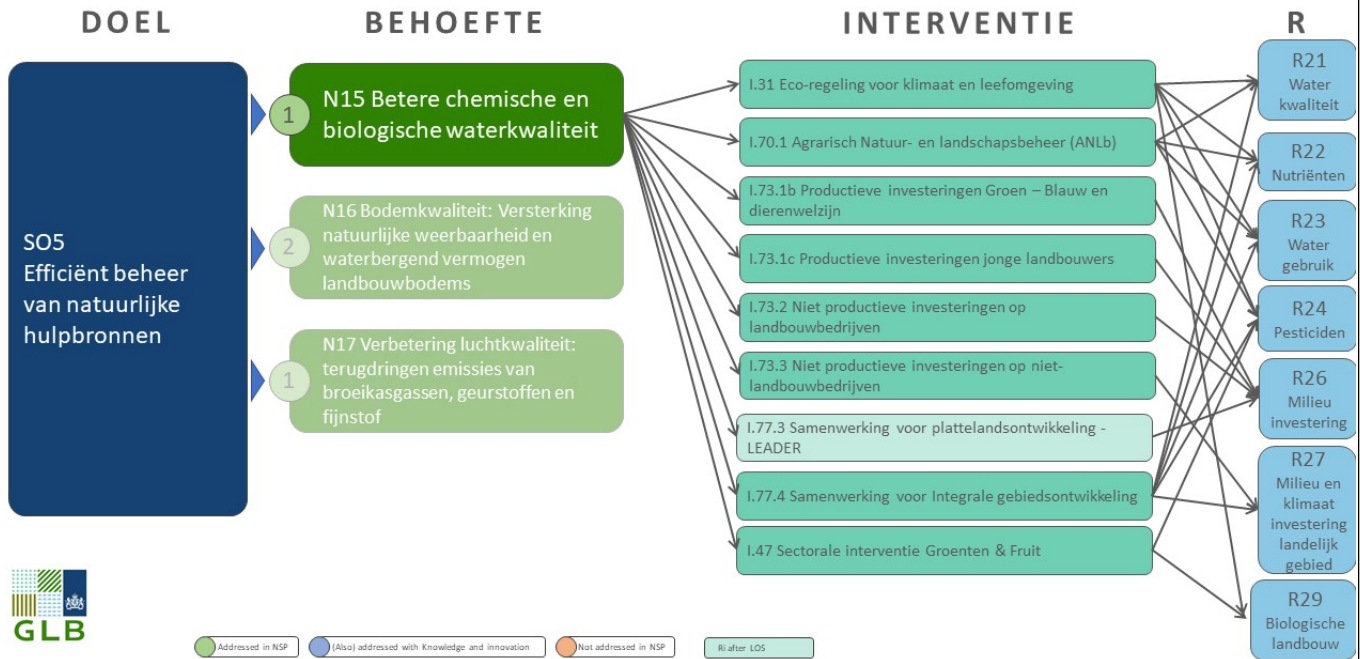 DOEL
BEHOEFTE
INTERVENTIE
R
SO5
Efficiënt beheer
van natuurlijke
hulpbronnen
1
N15 Betere chemische en
biologische waterkwaliteit
2
N16 Bodemkwaliteit: Versterking
natuurlijke weerbaarheid en
waterbergend vermogen
landbouwbodems
1
N17 Verbetering luchtkwaliteit:
terugdringen emissies van
broeikasgassen, geurstoffen en
fijnstof
I.31 Eco-regeling voor klimaat en leefomgeving
I.70.1 Agrarisch Natuur- en landschapsbeheer (ANLb)
I.73.1b Productieve investeringen Groen – Blauw en
dierenwelzijn
I.73.1c Productieve investeringen jonge landbouwers
I.73.2 Niet productieve investeringen op
landbouwbedrijven
I.73.3 Niet productieve investeringen op niet-
landbouwbedrijven
I.77.3 Samenwerking voor plattelandsontwikkeling -
LEADER
I.77.4 Samenwerking voor Integrale gebiedsontwikkeling
I.47 Sectorale interventie Groenten & Fruit
R21
Water
kwaliteit
R22
Nutriënten
R23
Water
gebruik
R24
Pesticiden
R26
Milieu
investering
R27
Milieu en
klimaat
investering
landelijk
gebied
R29
Biologische
landbouw
GLB
Addressed in NSP
(Also) addressed with Knowledge and innovation
Not addressed in NSP
Ri after LOS